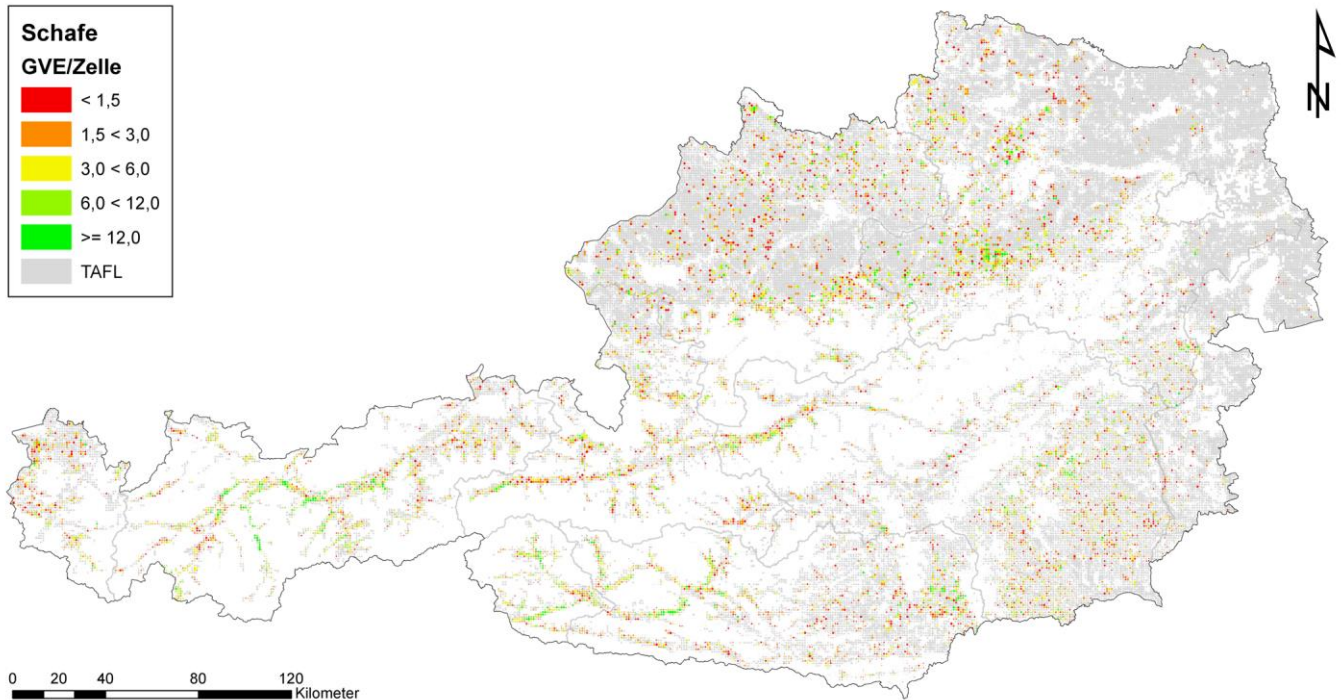 Schafe
GVE/Zelle
< 1,5
1,5 < 3,0
3,0 < 6,0
6,0 < 12,0
>= 12,0
TAFL
N
0 20 40 80 120
Kilometer